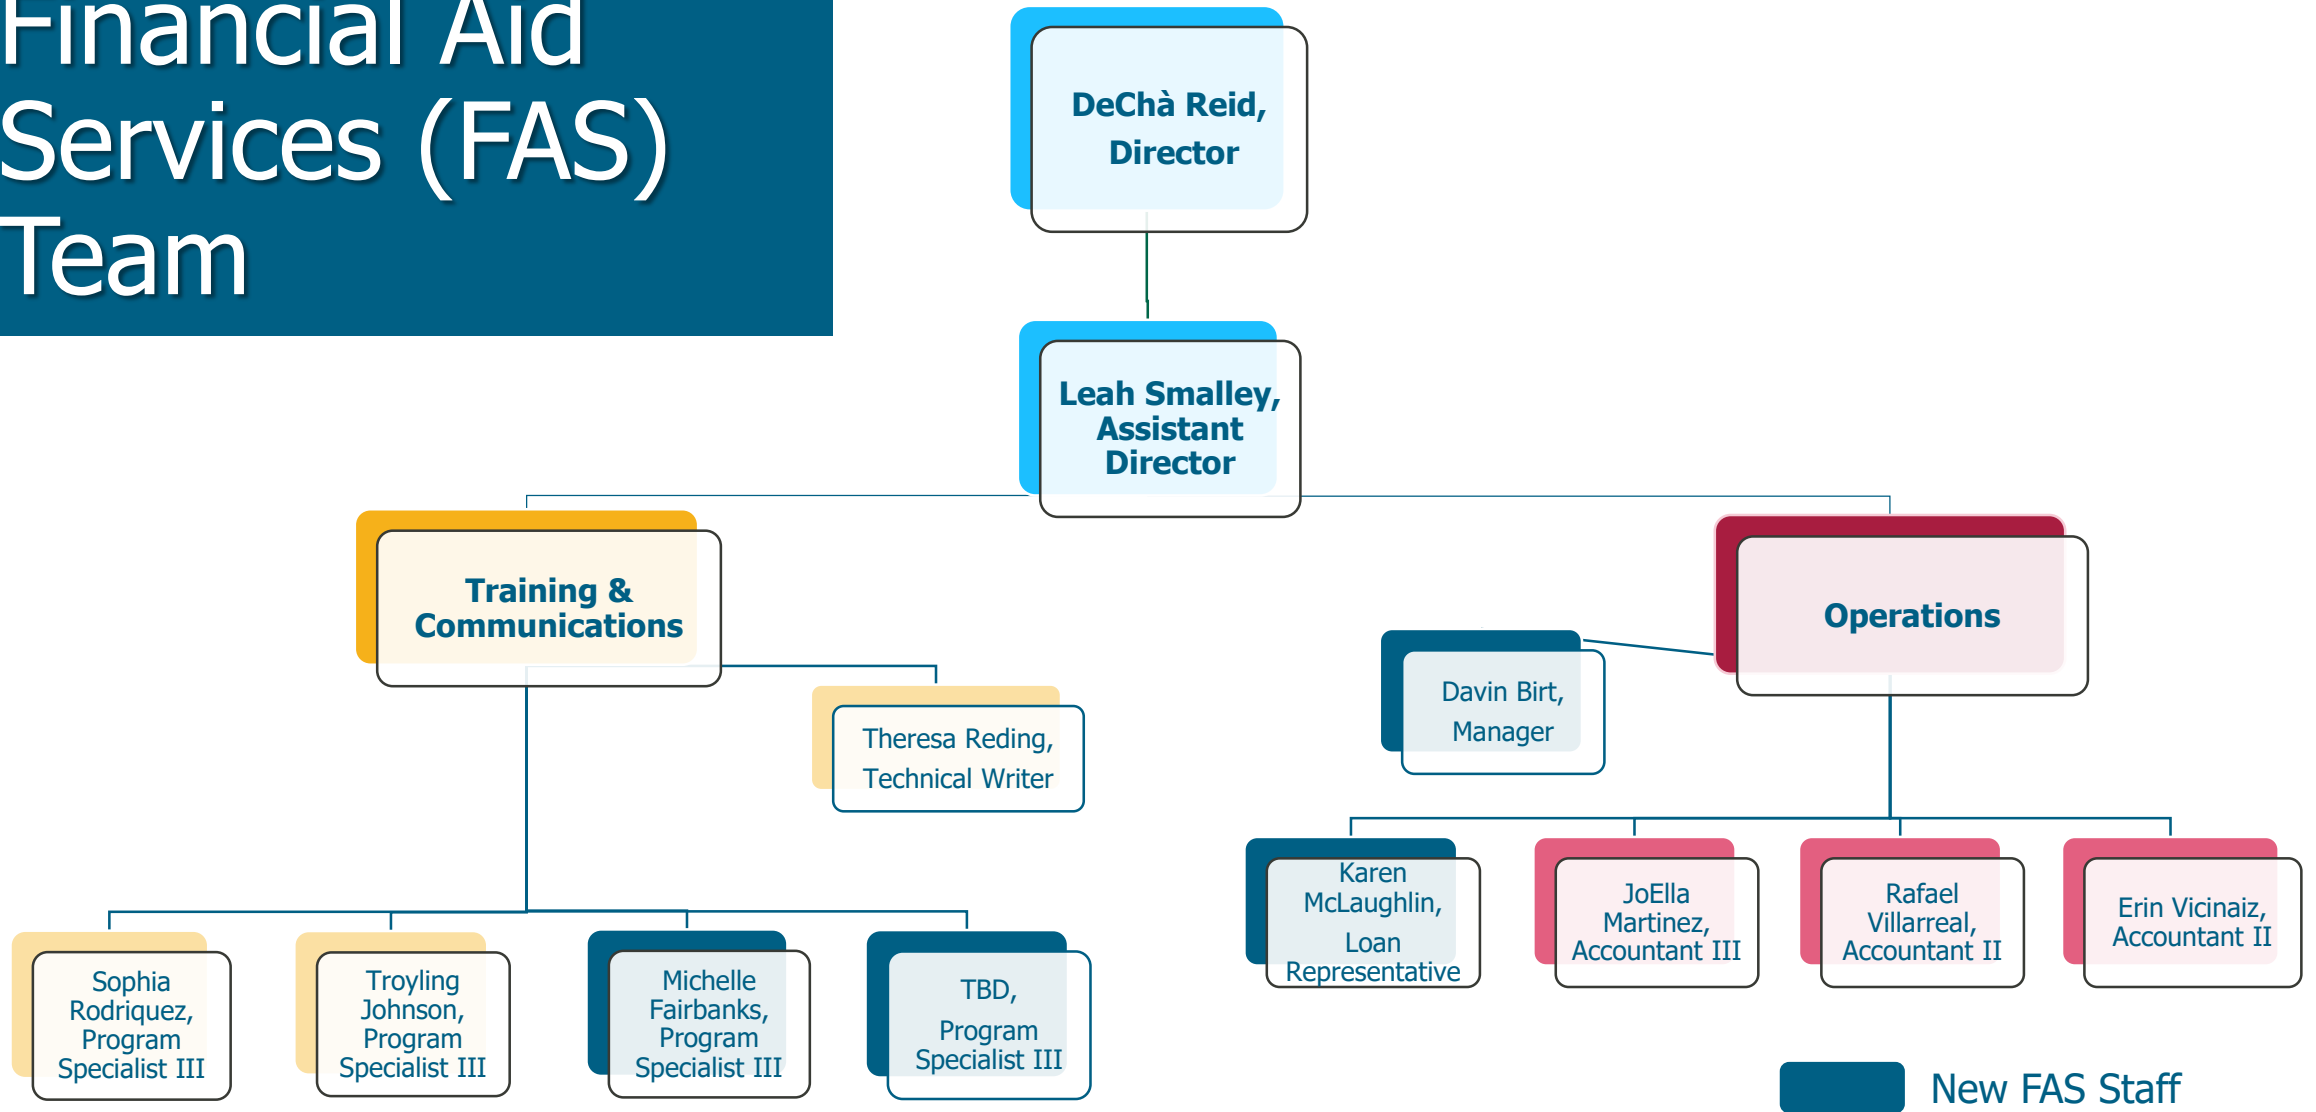 Financial Aid
Services (FAS)
Team
DeChà Reid,
Director
Leah Smalley,
Assistant
Director
Training &
Communications
Operations
Davin Birt,
Manager
Theresa Reding,
Technical Writer
Karen
McLaughlin,
Loan
Representative
JoElla
Martinez,
Accountant III
Rafael
Villarreal,
Accountant II
Erin Vicinaiz,
Accountant II
Sophia
Rodriquez,
Program
Specialist III
Troyling
Johnson,
Program
Specialist III
Michelle
Fairbanks,
Program
Specialist III
TBD,
Program
Specialist III
New FAS Staff